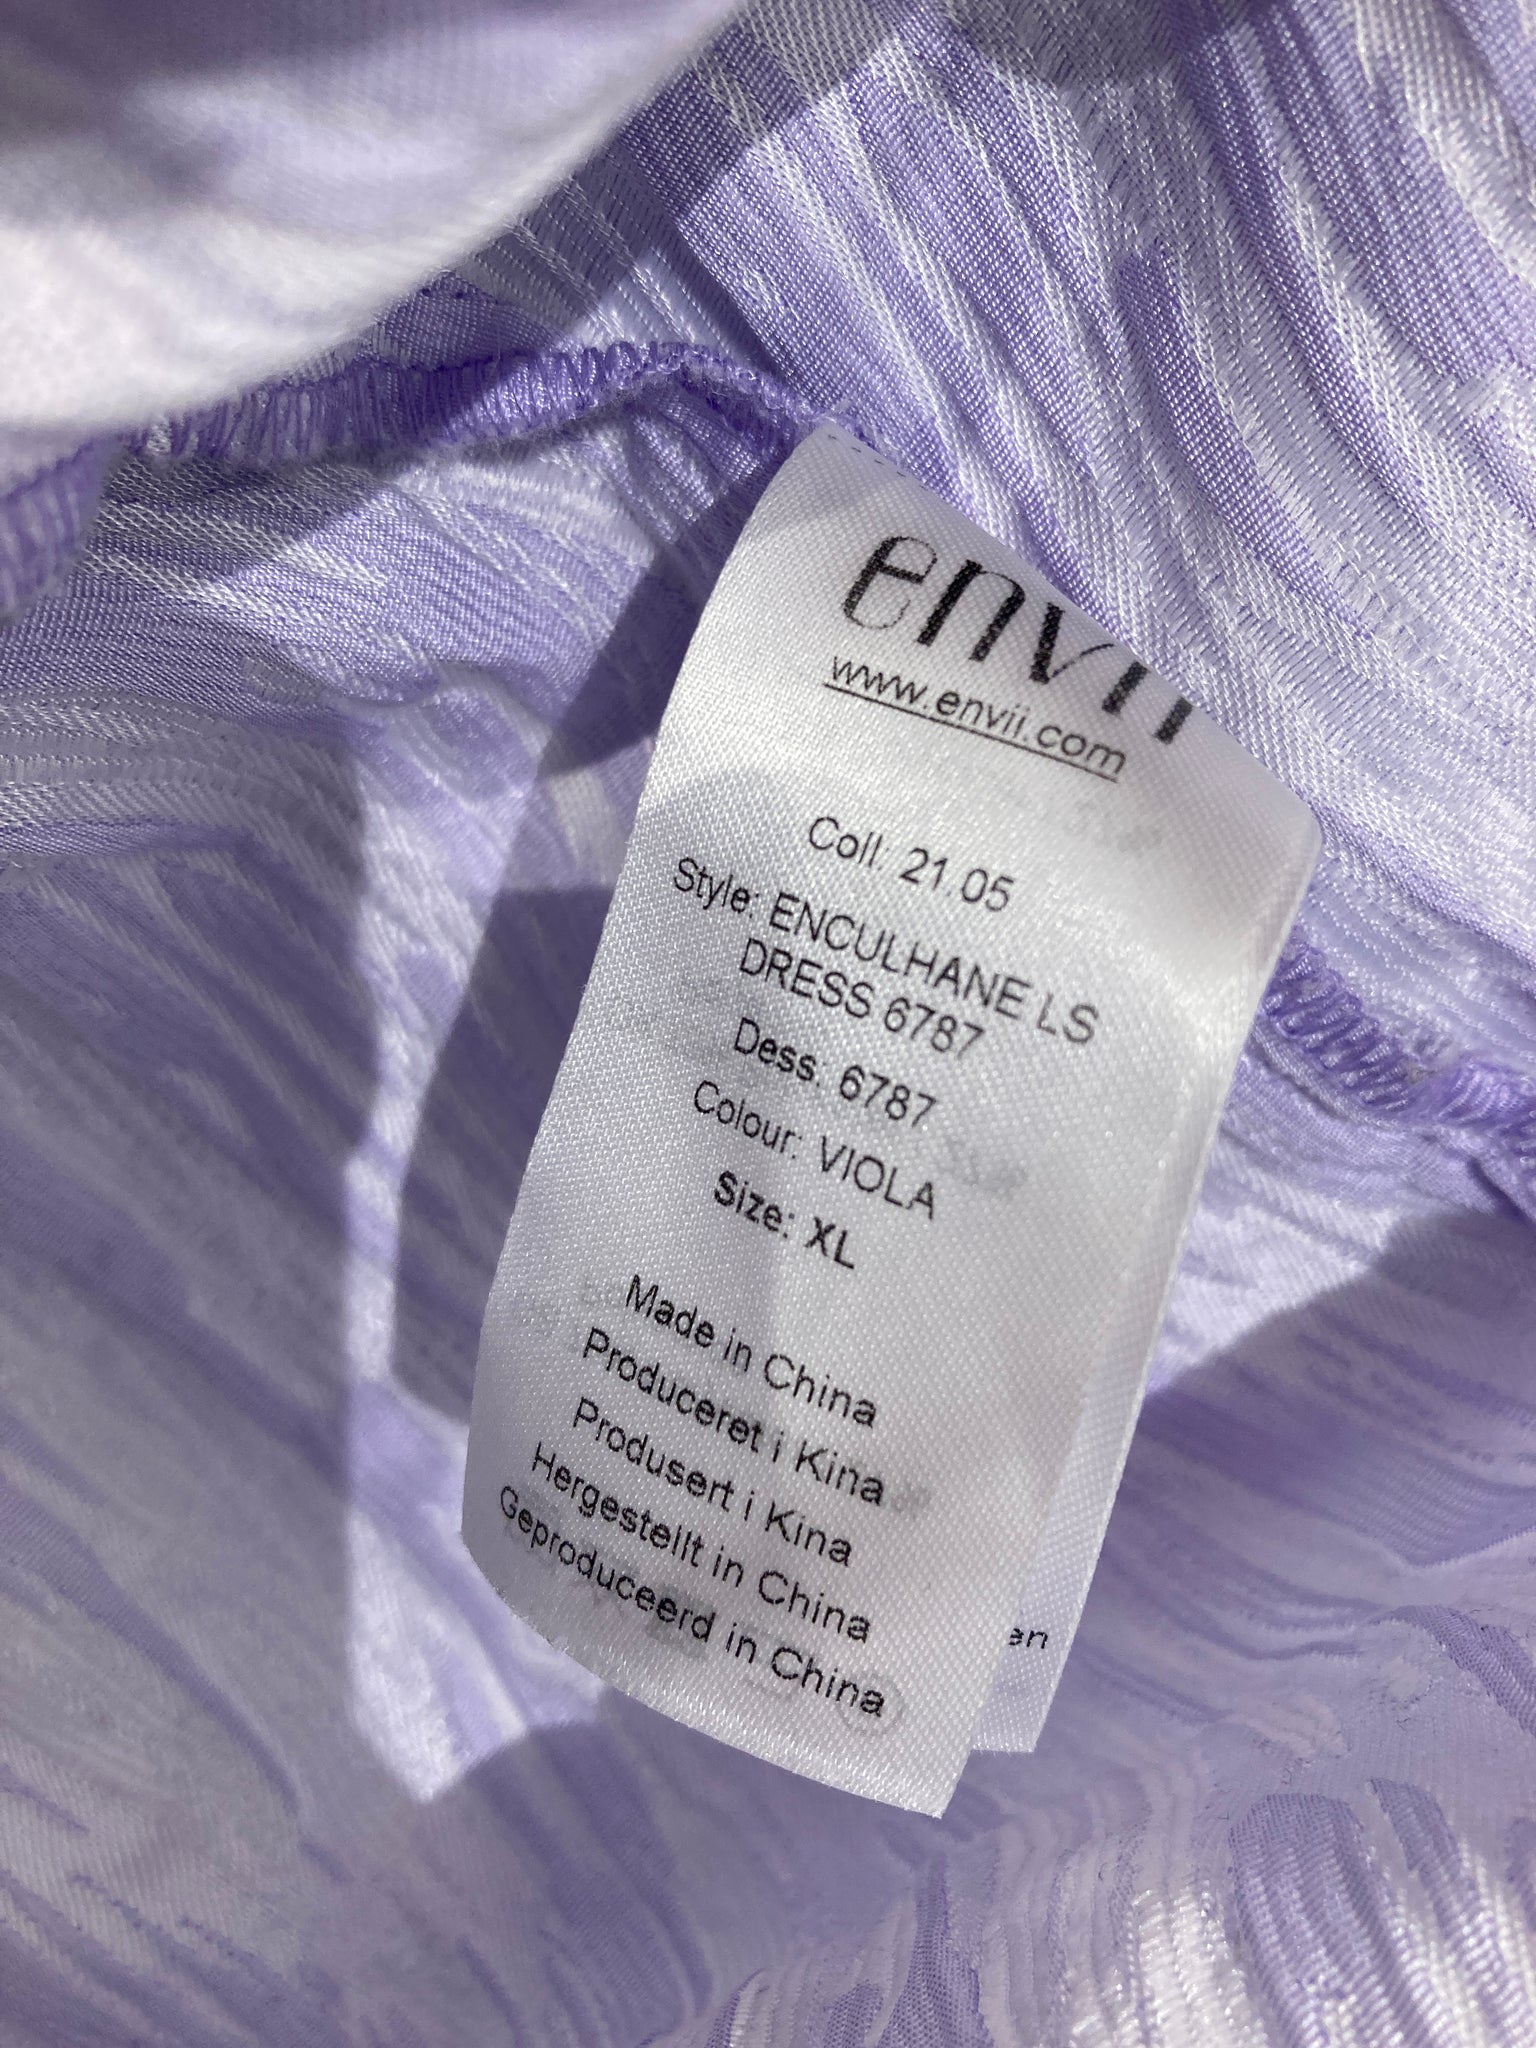 envii
www.envii.com
Coll: 21.05
Style: ENCULHANE LS
DRESS 6787
Dess. 6787
Colour: VIOLA
Size: XL
Made in China
Produceret i Kina
Produsert i Kina
Hergestellt in China
Geproduceerd in China